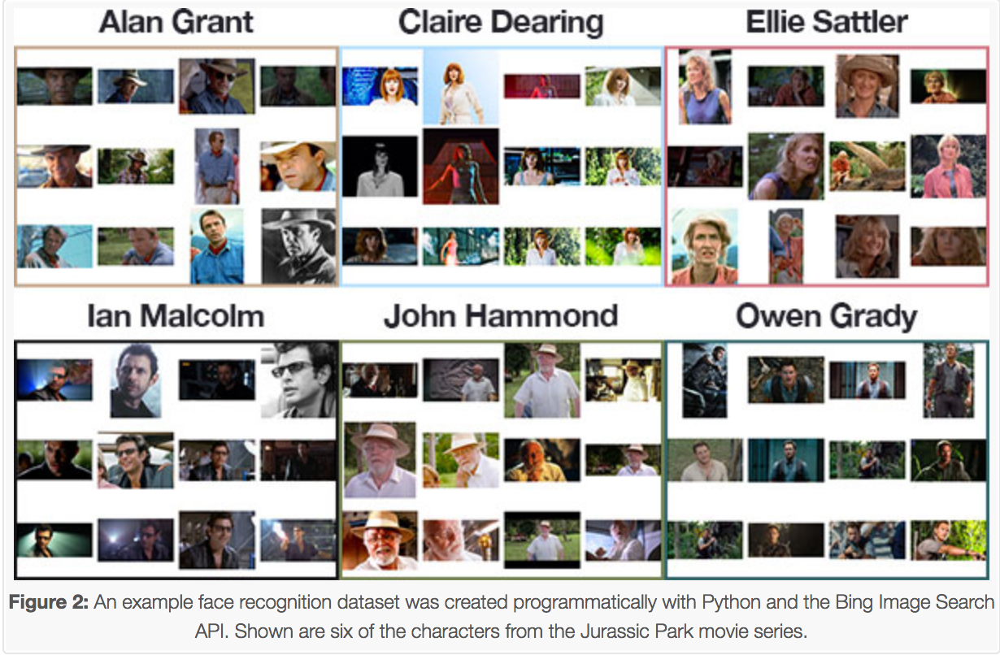 Alan Grant
Claire Dearing
Ellie Sattler
Ian Malcolm
John Hammond
Owen Grady
Figure 2: An example face recognition dataset was created programmatically with Python and the Bing Image Search
API. Shown are six of the characters from the Jurassic Park movie series.